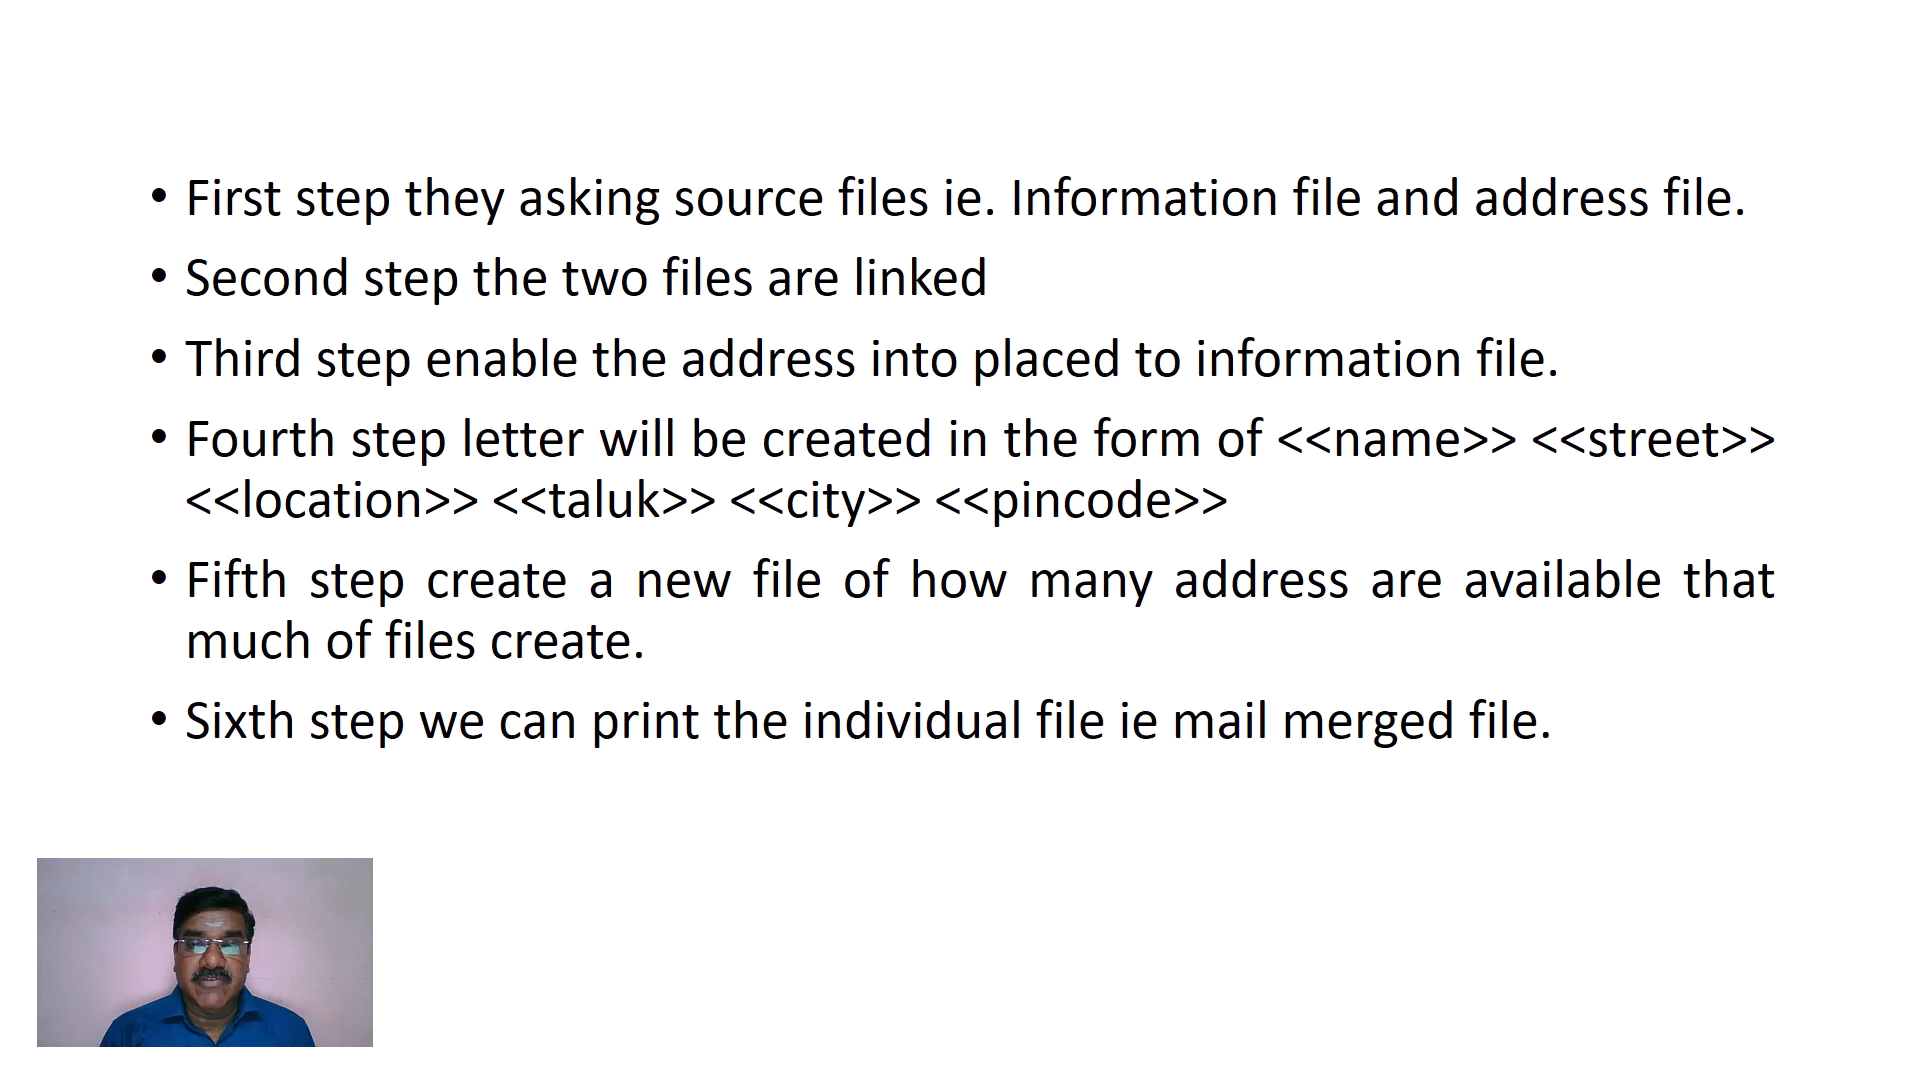 • First step they asking source files ie. Information file and address file.
• Second step the two files are linked
• Third step enable the address into placed to information file.
• Fourth step letter will be created in the form of <<name>> <<street>>
<<location>> <<taluk>> <<city>> <<pincode>>
• Fifth step create a new file of how many address are available that
much of files create.
• Sixth step we can print the individual file ie mail merged file.